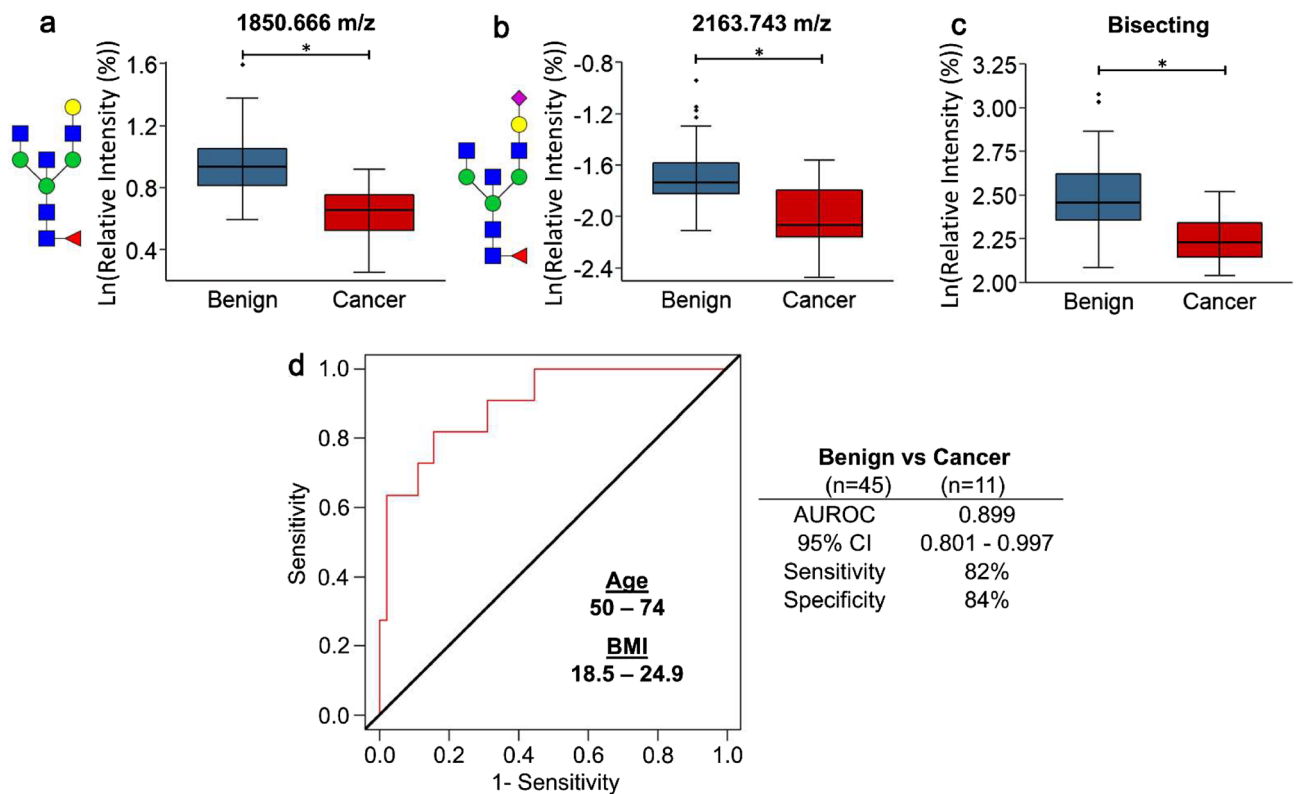 a
1850.666 m/z
*
Ln(Relative Intensity (%))
1.6
1.2
0.8
0.4
Benign
Cancer
b
2163.743 m/z
*
Ln(Relative Intensity (%))
-0.8
-1.2
-1.6
-2.0
-2.4
Benign
Cancer
c
Bisecting
*
Ln(Relative Intensity (%))
3.25
3.00
2.75
2.50
2.25
2.00
Benign
Cancer
d
Sensitivity
1.0
0.8
0.6
0.4
0.2
0.0
Age
50 – 74
BMI
18.5 – 24.9
0.0 0.2 0.4 0.6 0.8 1.0
1- Sensitivity
Benign vs Cancer
(n=45) (n=11)
AUROC 0.899
95% CI 0.801 - 0.997
Sensitivity 82%
Specificity 84%